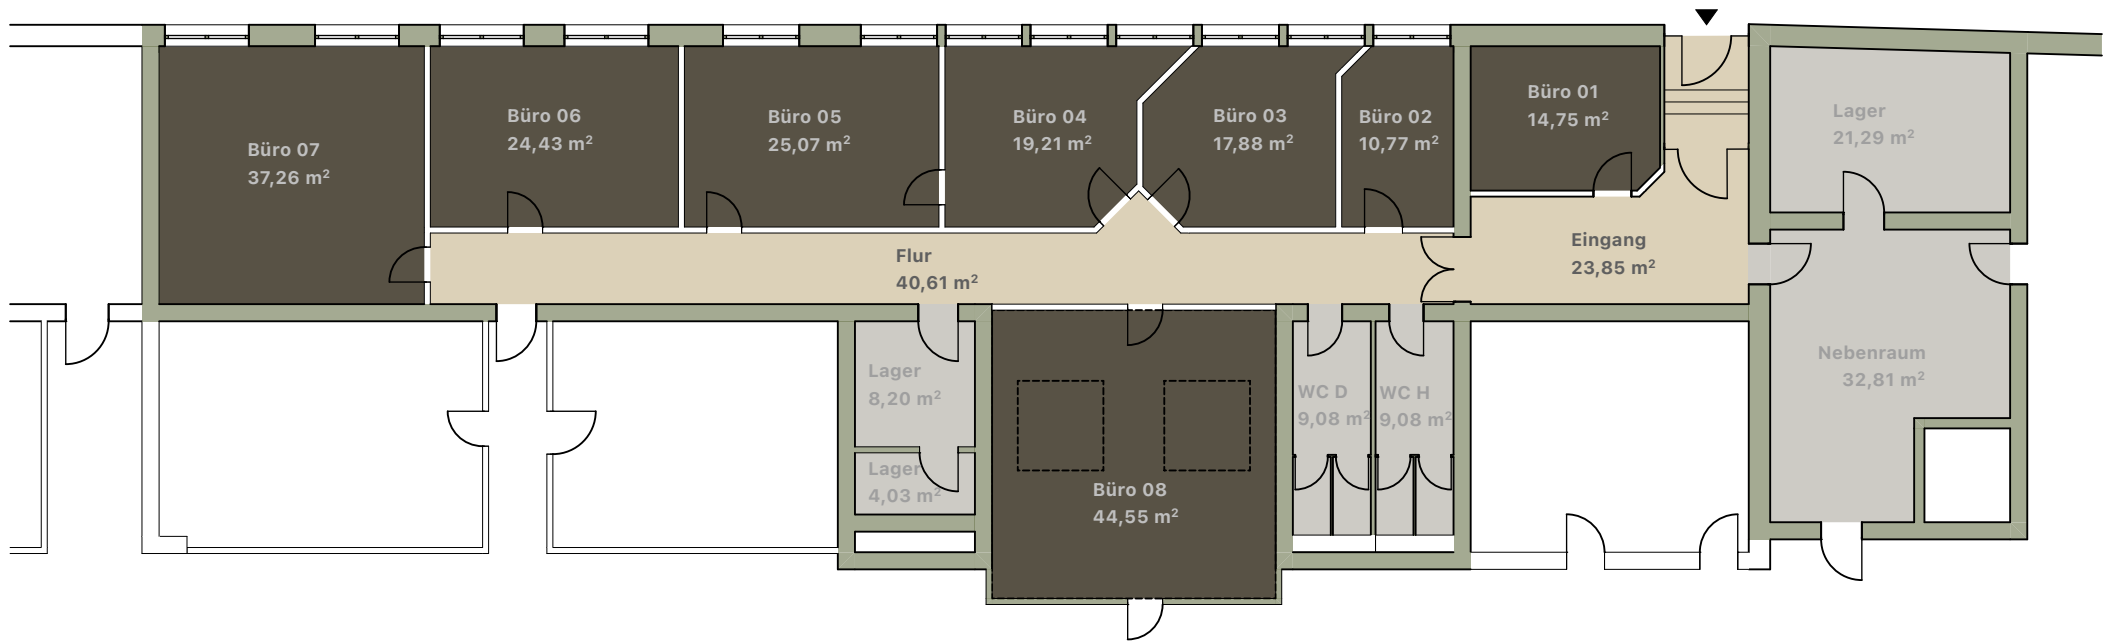 Büro 07
37,26 m²
Büro 06
24,43 m²
Büro 05
25,07 m²
Büro 04
19,21 m²
Büro 03
17,88 m²
Büro 02
10,77 m²
Büro 01
14,75 m²
Lager
21,29 m²
Flur
40,61 m²
Eingang
23,85 m²
Nebenraum
32,81 m²
Lager
8,20 m²
Lager
4,03 m²
Büro 08
44,55 m²
WC D
9,08 m²
WC H
9,08 m²